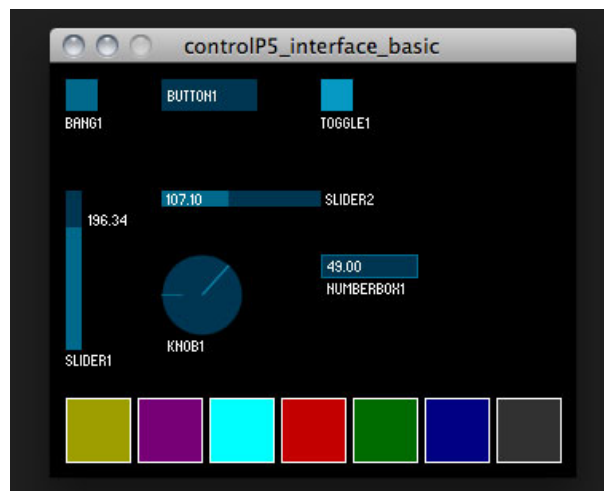 controlP5_interface_basic
BUTTON1
BANG1
TOGGLE1
107.10
SLIDER2
196.34
49.00
NUMBERBOX1
KNOB1
SLIDER1